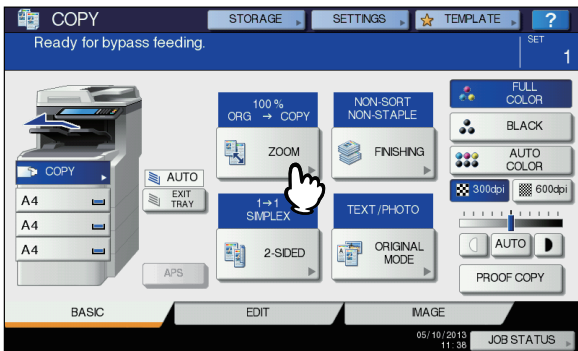 COPY
STORAGE
SETTINGS
TEMPLATE
?
Ready for bypass feeding.
SET
1
100 %
ORG → COPY
ZOOM
NON-SORT
NON-STAPLE
FINISHING
FULL
COLOR
BLACK
AUTO
COLOR
300dpi
600dpi
COPY
A4
A4
A4
AUTO
EXIT
TRAY
APS
1→1
SIMPLEX
2-SIDED
TEXT/PHOTO
ORIGINAL
MODE
AUTO
PROOF COPY
BASIC
EDIT
IMAGE
05/10/2013
11:38
JOB STATUS